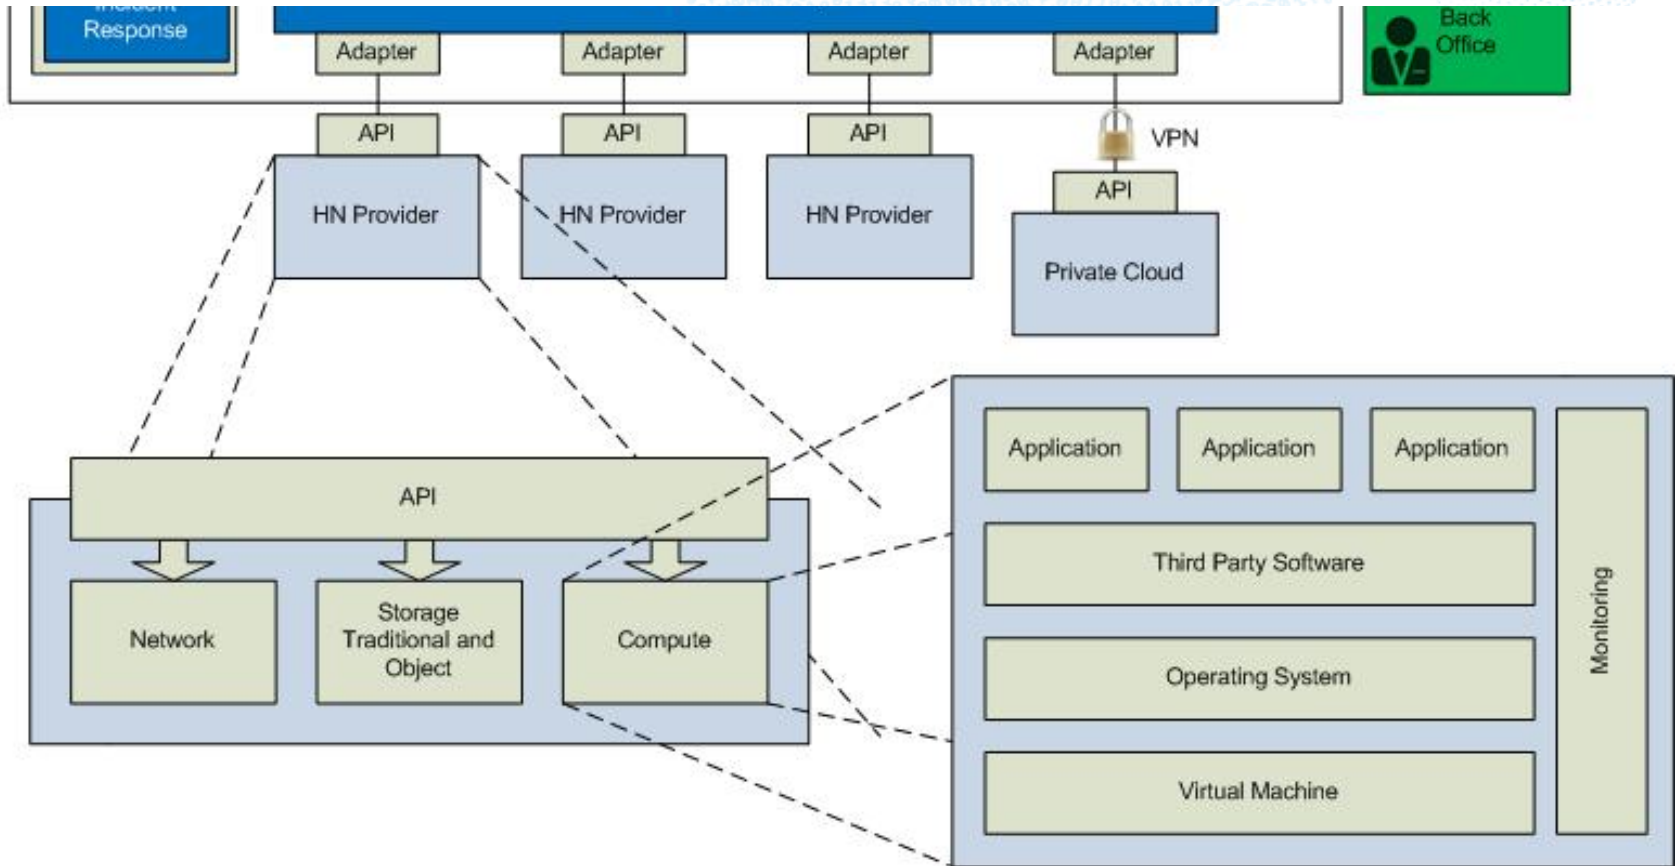 Incident
Response
Adapter
Adapter
Adapter
Adapter
Back
Office
API
API
API
VPN
API
HN Provider
HN Provider
HN Provider
Private Cloud
API
Network
Storage
Traditional and
Object
Compute
Application
Application
Application
Third Party Software
Operating System
Virtual Machine
Monitoring